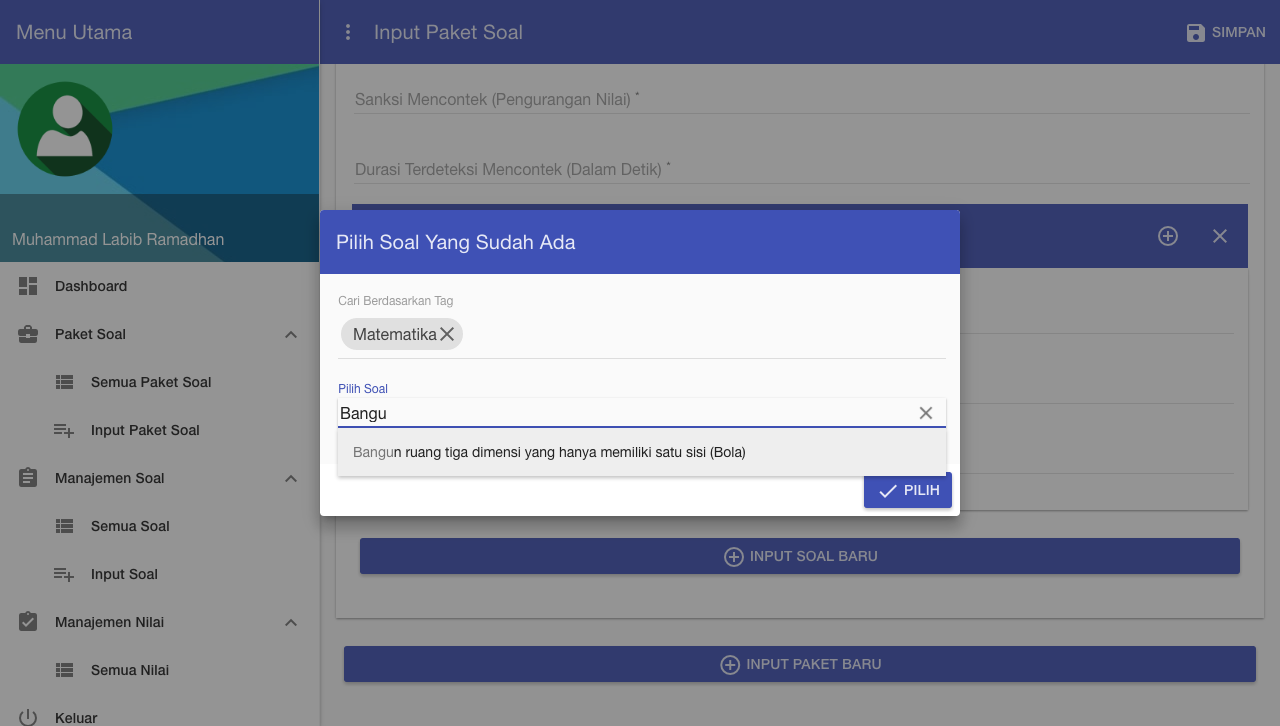 Menu Utama
Input Paket Soal
SIMPAN
Muhammad Labib Ramadhan
Dashboard
Paket Soal
Semua Paket Soal
Input Paket Soal
Manajemen Soal
Semua Soal
Input Soal
Manajemen Nilai
Semua Nilai
Keluar
Sanksi Mencontek (Pengurangan Nilai) *
Durasi Terdeteksi Mencontek (Dalam Detik) *
Pilih Soal Yang Sudah Ada
Cari Berdasarkan Tag
Matematika
Pilih Soal
Bangu
Bangun ruang tiga dimensi yang hanya memiliki satu sisi (Bola)
PILIH
INPUT SOAL BARU
INPUT PAKET BARU